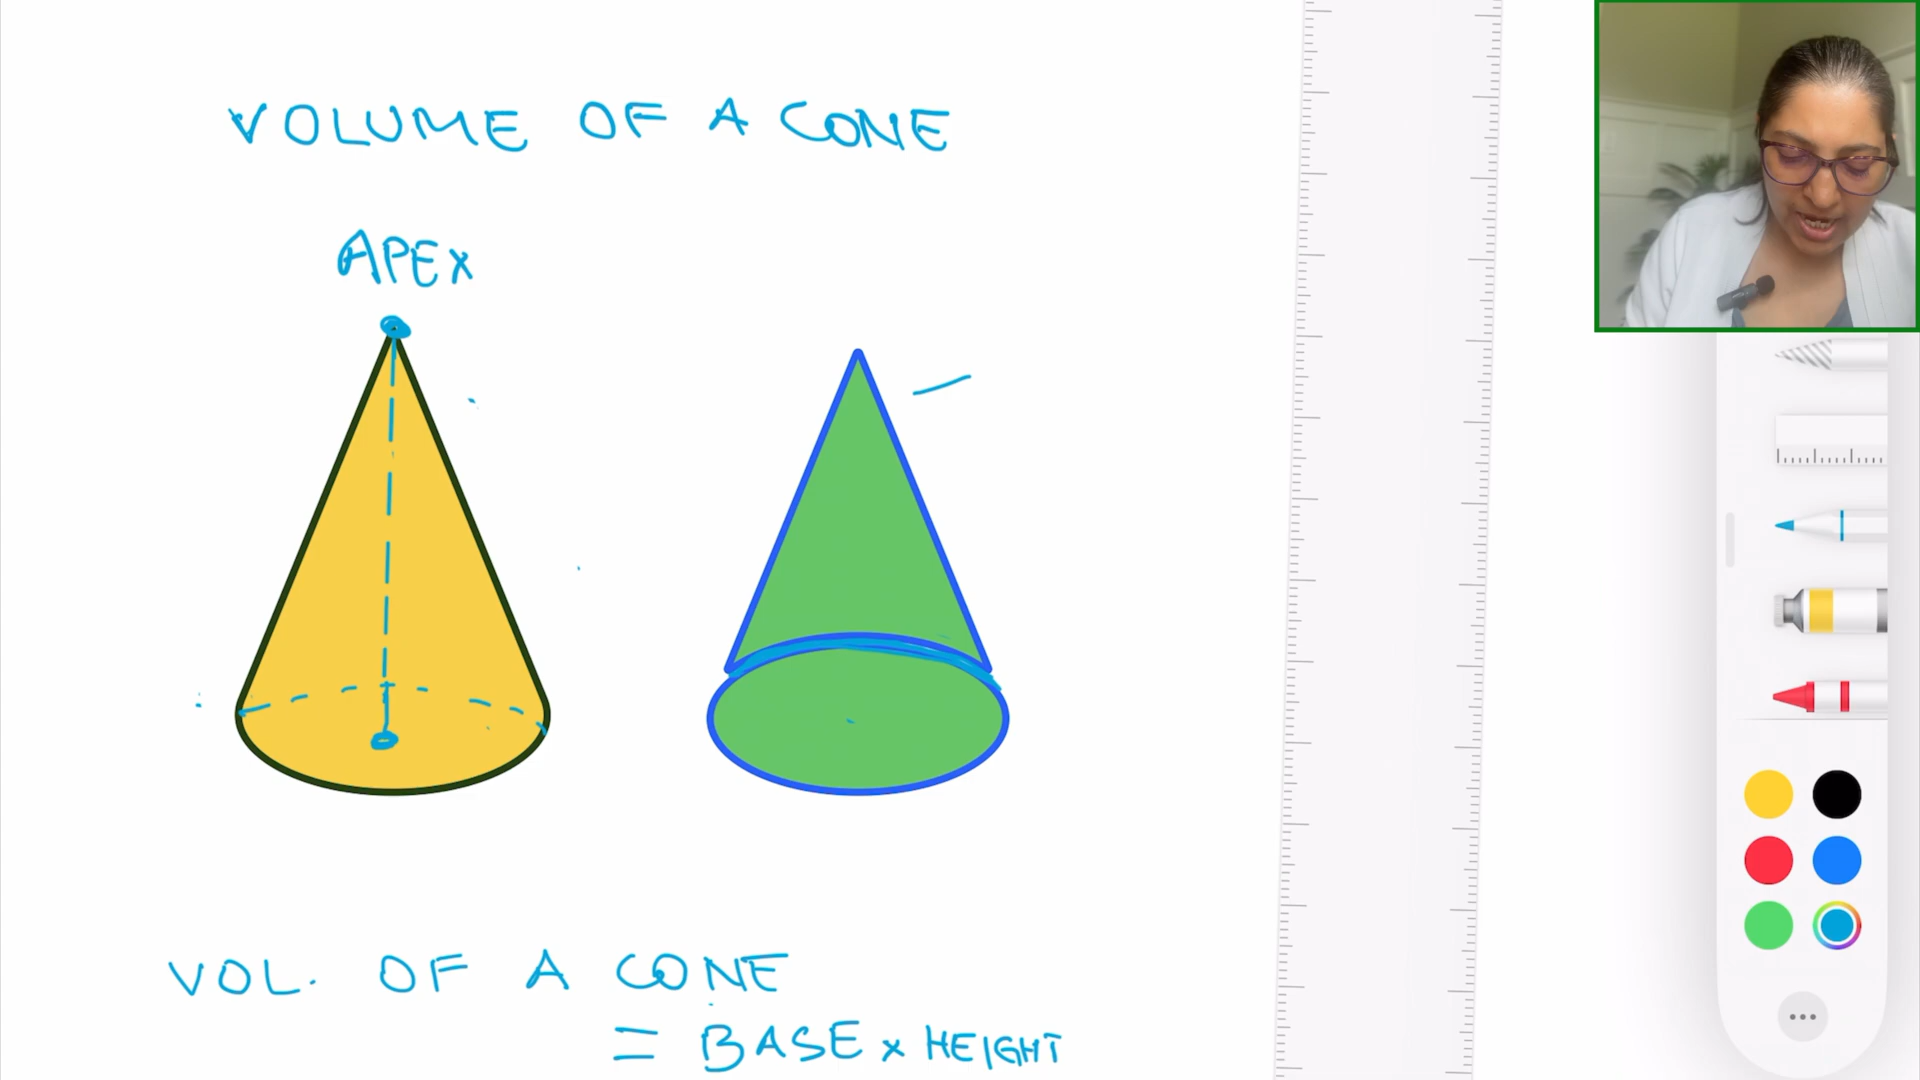 VOLUME OF A CONE
APEX
VOL. OF A CONE
= BASE x HEIGHT